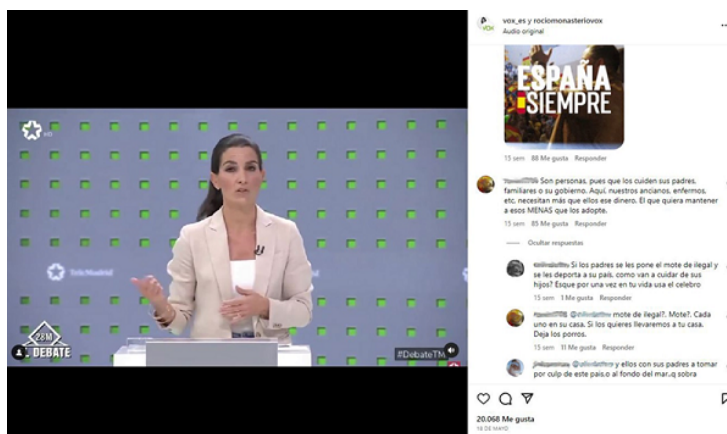 vox_es y rociomonasteriovox
Audio original
ESPAÑA
SIEMPRE
15 sem 88 Me gusta Responder
Son personas, pues que los cuiden sus padres,
familiares o su gobierno. Aquí, nuestros ancianos, enfermos,
etc, necesitan más que ellos ese dinero. El que quiera mantener
a esos MENAS que los adopte.
15 sem 85 Me gusta Responder
Ocultar respuestas
Si los padres se les pone el mote de ilegal y
se les deporta a su país. como van a cuidar de sus
hijos? Esque por una vez en tu vida usa el celebro
15 sem 1 Me gusta Responder
mote de ilegal?. Mote?. Cada
uno en su casa. Si los quieres llevaremos a tu casa.
Deja los porros.
15 sem 11 Me gusta Responder
y ellos con sus padres a tomar
por culp de este pais.o al fondo del mar..q sobra
20.068 Me gusta
TeleMadrid
28M
EL DEBATE
#DebateTM